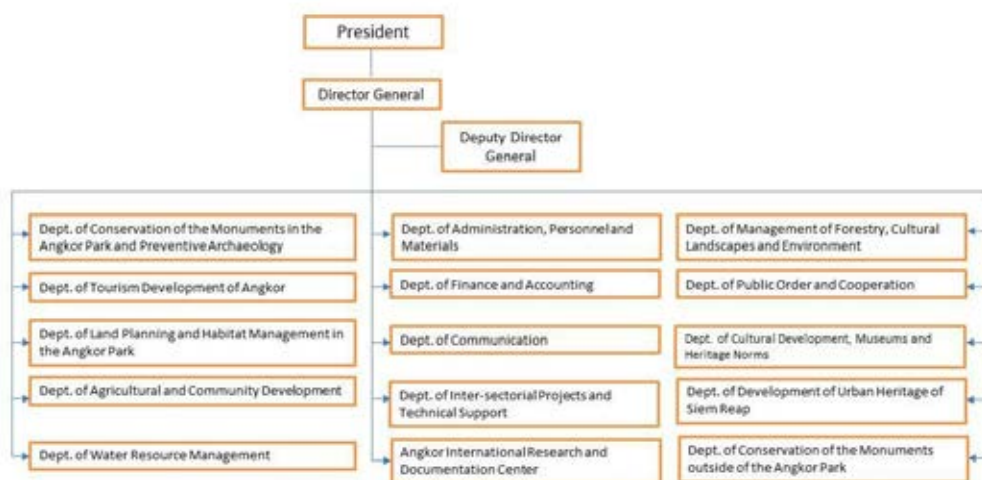 President
Director General
Deputy Director
General
Dept. of Conservation of the Monuments in the
Angkor Park and Preventive Archaeology
Dept. of Tourism Development of Angkor
Dept. of Land Planning and Habitat Management in
the Angkor Park
Dept. of Agricultural and Community Development
Dept. of Water Resource Management
Dept. of Administration, Personnel and
Materials
Dept. of Finance and Accounting
Dept. of Communication
Dept. of Inter-sectorial Projects and
Technical Support
Angkor International Research and
Documentation Center
Dept. of Management of Forestry, Cultural
Landscapes and Environment
Dept. of Public Order and Cooperation
Dept. of Cultural Development, Museums and
Heritage Norms
Dept. of Development of Urban Heritage of
Siem Reap
Dept. of Conservation of the Monuments
outside of the Angkor Park